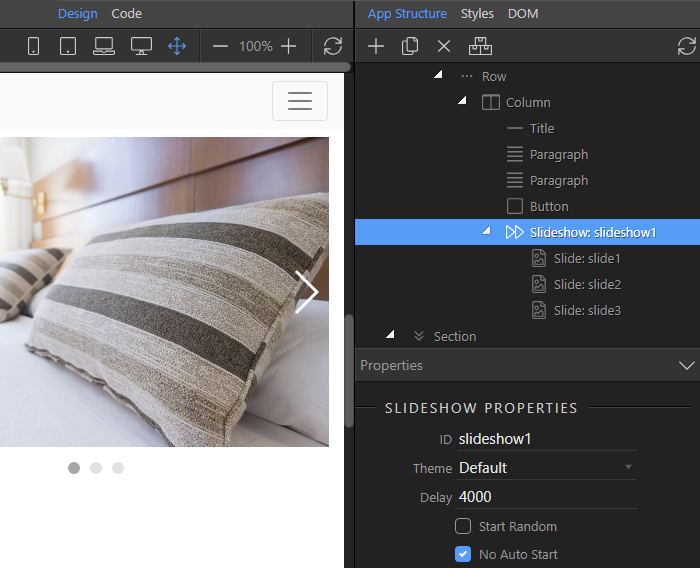 Design Code
App Structure Styles DOM
100%
Row
Column
Title
Paragraph
Paragraph
Button
Slideshow: slideshow1
Slide: slide1
Slide: slide2
Slide: slide3
Section
Properties
SLIDESHOW PROPERTIES
ID slideshow1
Theme Default
Delay 4000
Start Random
No Auto Start